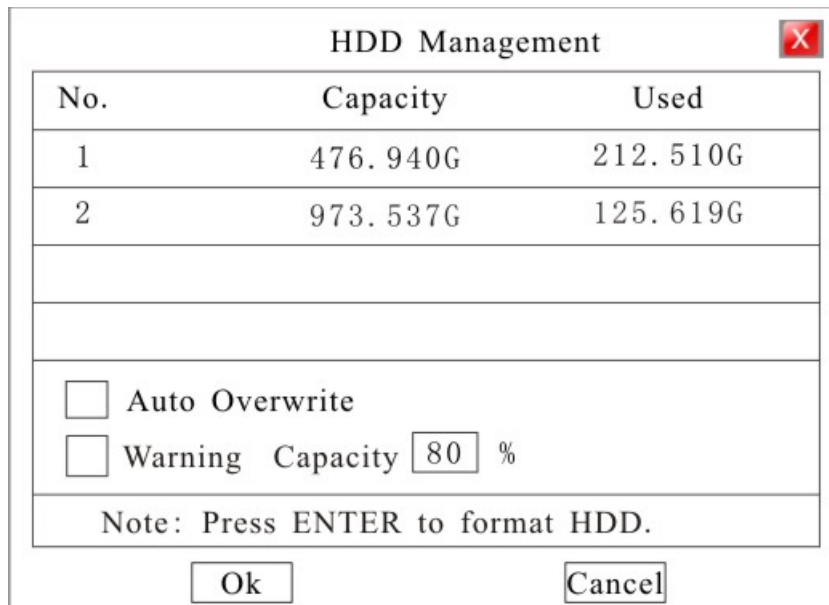 HDD Management X
No. Capacity Used
1 476.940G 212.510G
2 973.537G 125.619G
Auto Overwrite
Warning Capacity 80 %
Note: Press ENTER to format HDD.
Ok Cancel